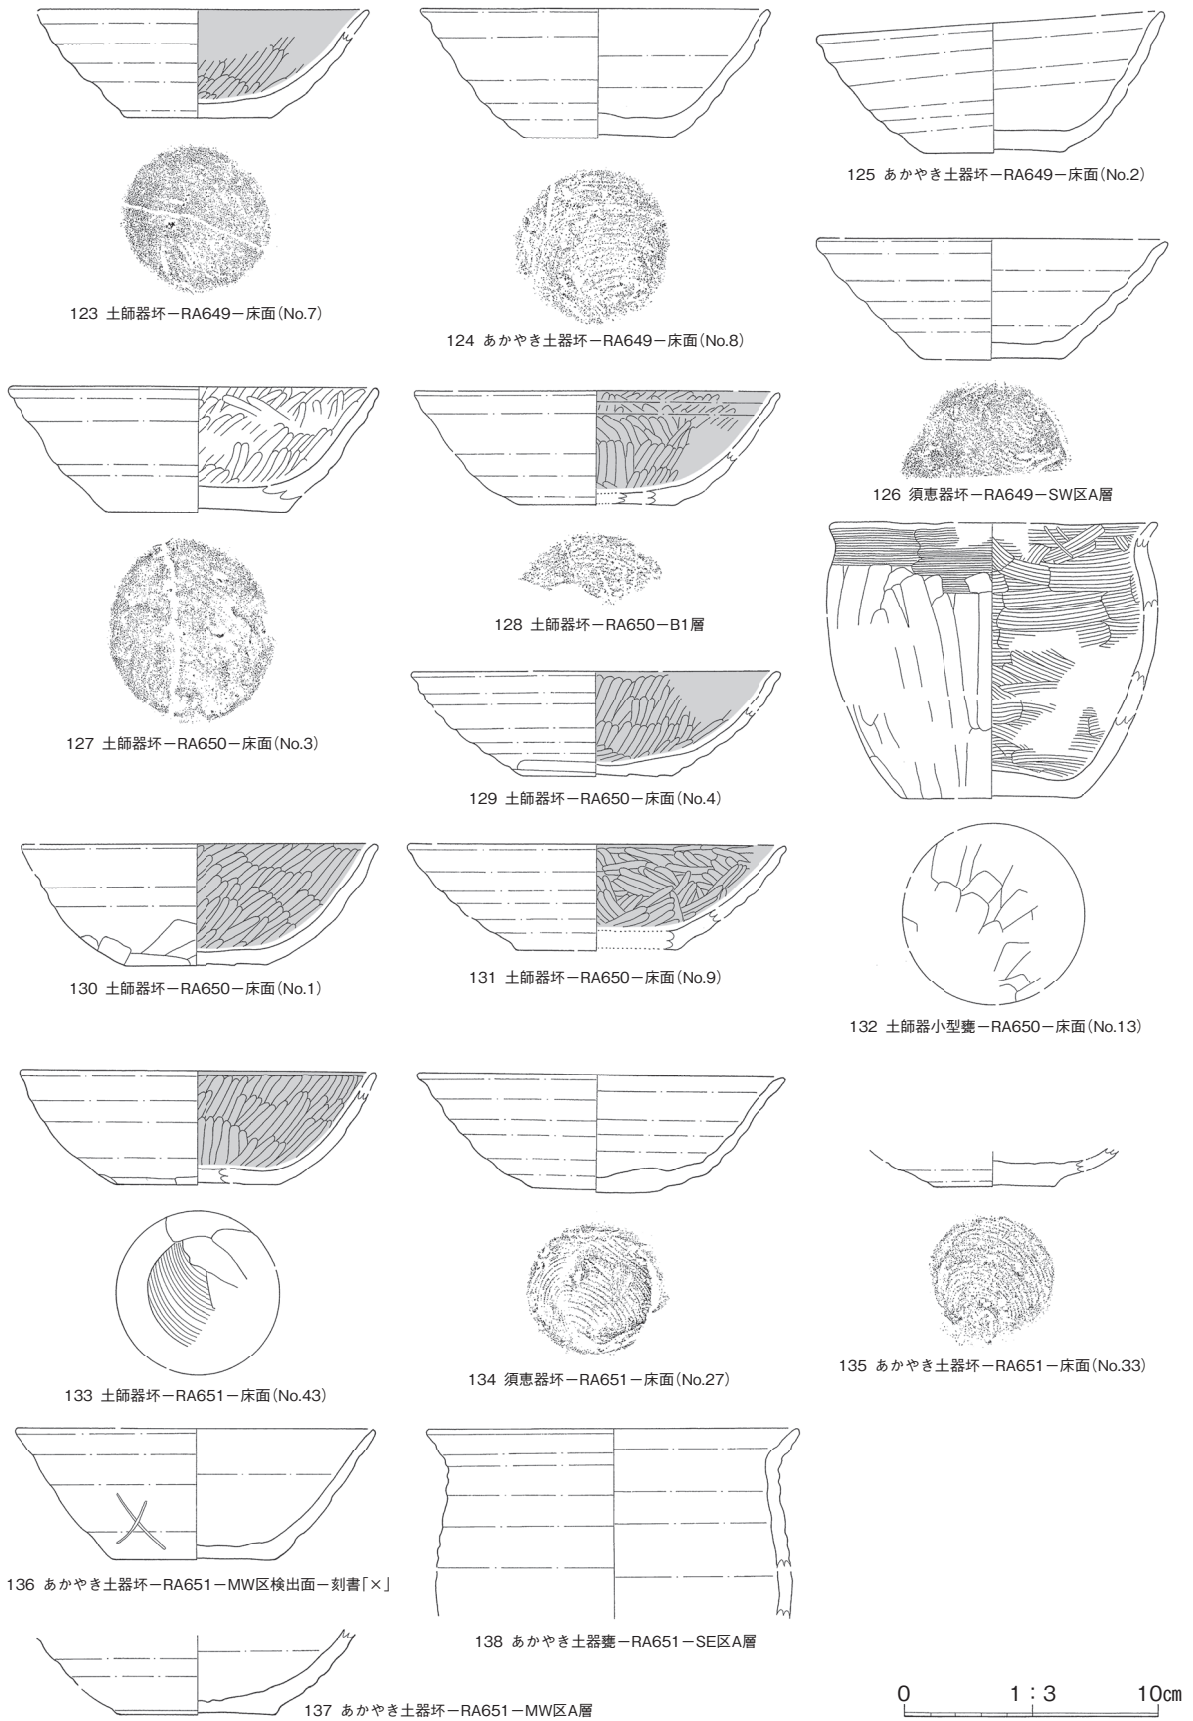 123 土師器坏－RA649－床面（No.7）
124 あかやき土器坏－RA649－床面（No.8）
125 あかやき土器坏－RA649－床面（No.2）
126 須恵器坏－RA649－SW区A層
127 土師器坏－RA650－床面（No.3）
128 土師器坏－RA650－B1層
129 土師器坏－RA650－床面（No.4）
130 土師器坏－RA650－床面（No.1）
131 土師器坏－RA650－床面（No.9）
132 土師器小型甕－RA650－床面（No.13）
133 土師器坏－RA651－床面（No.43）
134 須恵器坏－RA651－床面（No.27）
135 あかやき土器坏－RA651－床面（No.33）
136 あかやき土器坏－RA651－MW区検出面－刻書「×」
138 あかやき土器甕－RA651－SE区A層
137 あかやき土器坏－RA651－MW区A層
0 1：3 10㎝